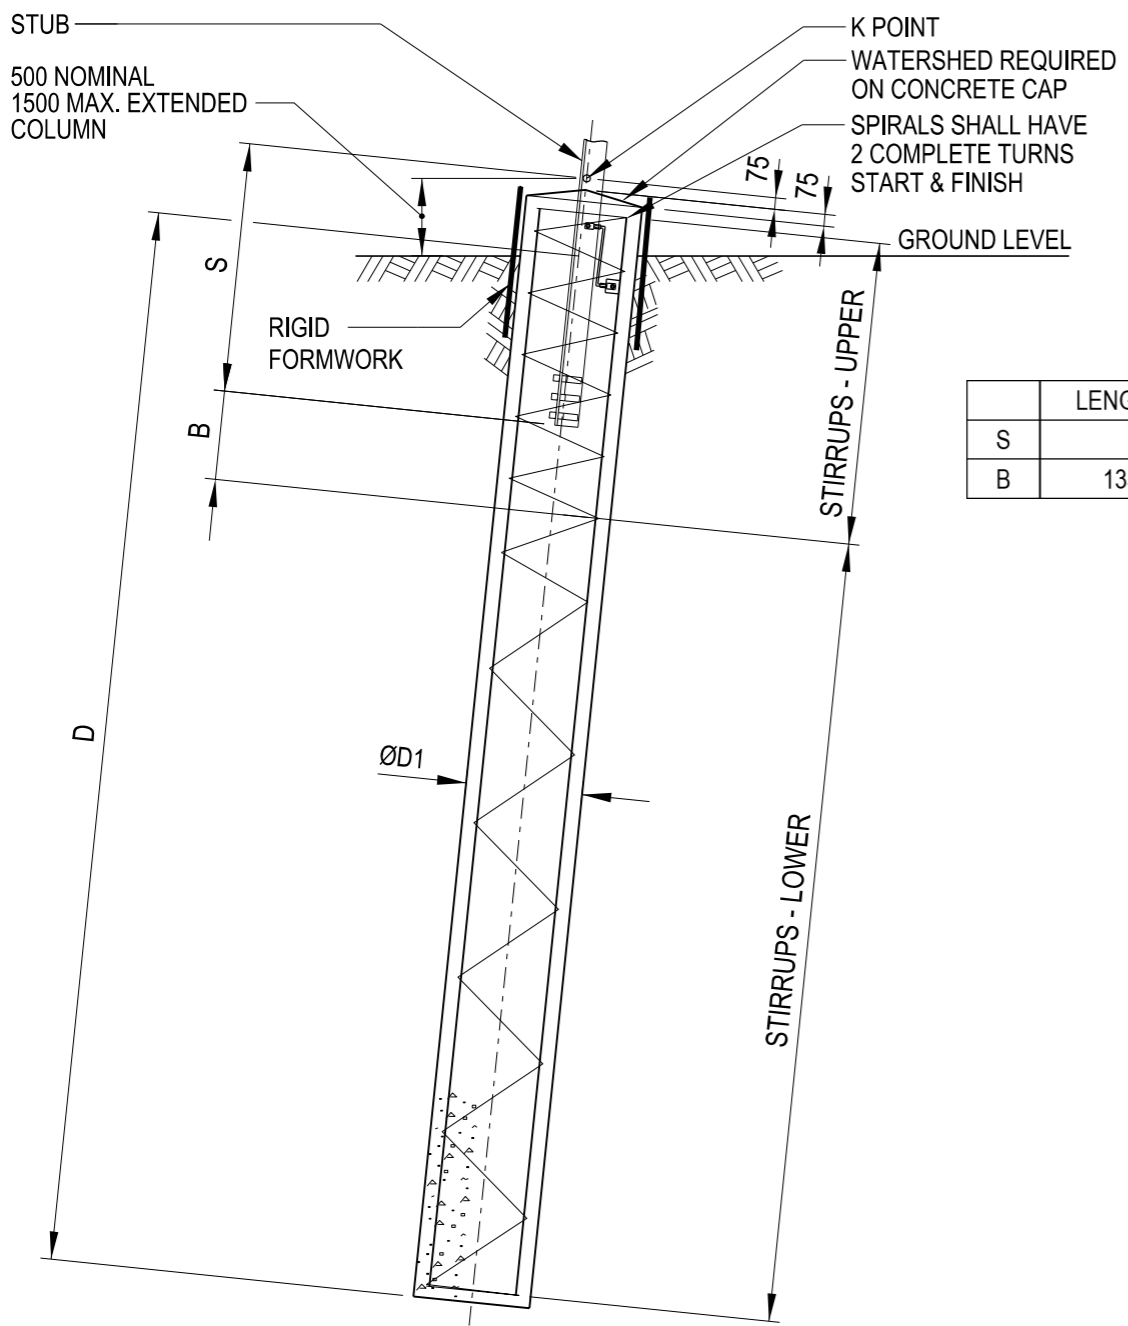 STUB
500 NOMINAL
1500 MAX. EXTENDED
COLUMN
K POINT
WATERSHED REQUIRED
ON CONCRETE CAP
SPIRALS SHALL HAVE
2 COMPLETE TURNS
START & FINISH
75
75
GROUND LEVEL
S
RIGID
FORMWORK
B
STIRRUPS - UPPER
D
ØD1
STIRRUPS - LOWER
LENG
S
B 13